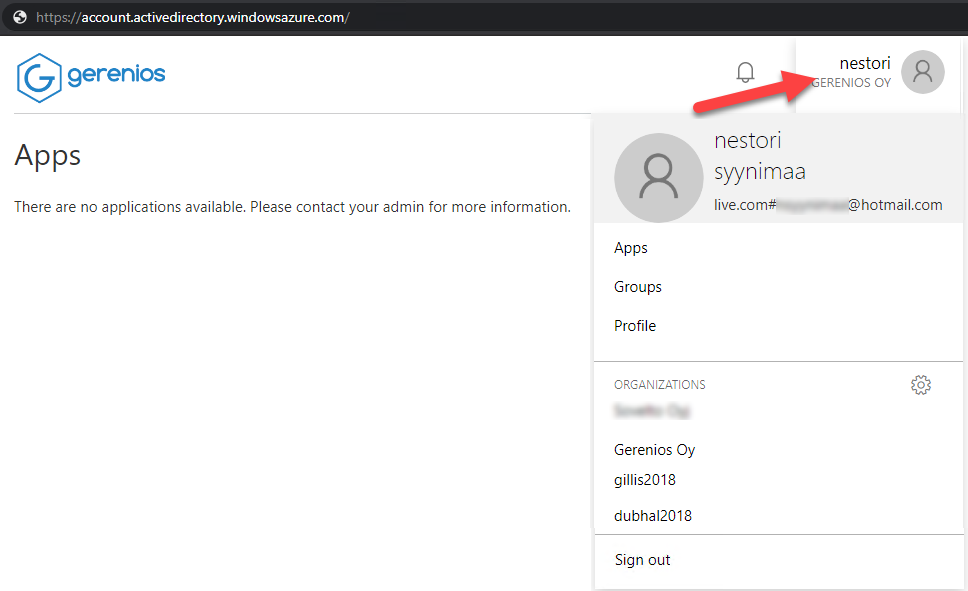 https://account.activedirectory.windowsazure.com/
gerenios
nestori
GERENIOS OY
Apps
There are no applications available. Please contact your admin for more information.
nestori
syynimaa
live.com# @hotmail.com
Apps
Groups
Profile
ORGANIZATIONS
Gerenios Oy
gillis2018
dubhal2018
Sign out